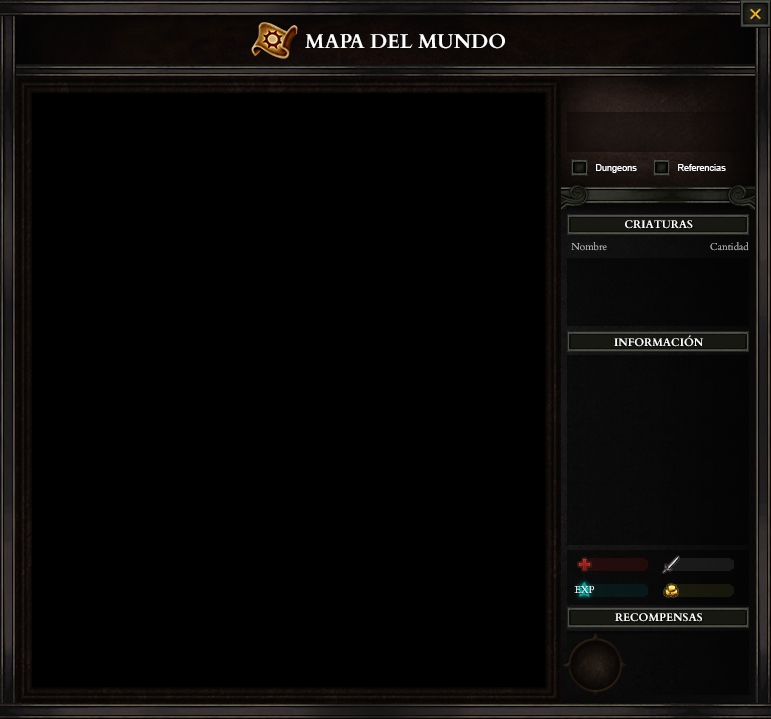 MAPA DEL MUNDO
Dungeons Referencias
CRIATURAS
Nombre Cantidad
INFORMACIÓN
EXP
RECOMPENSAS